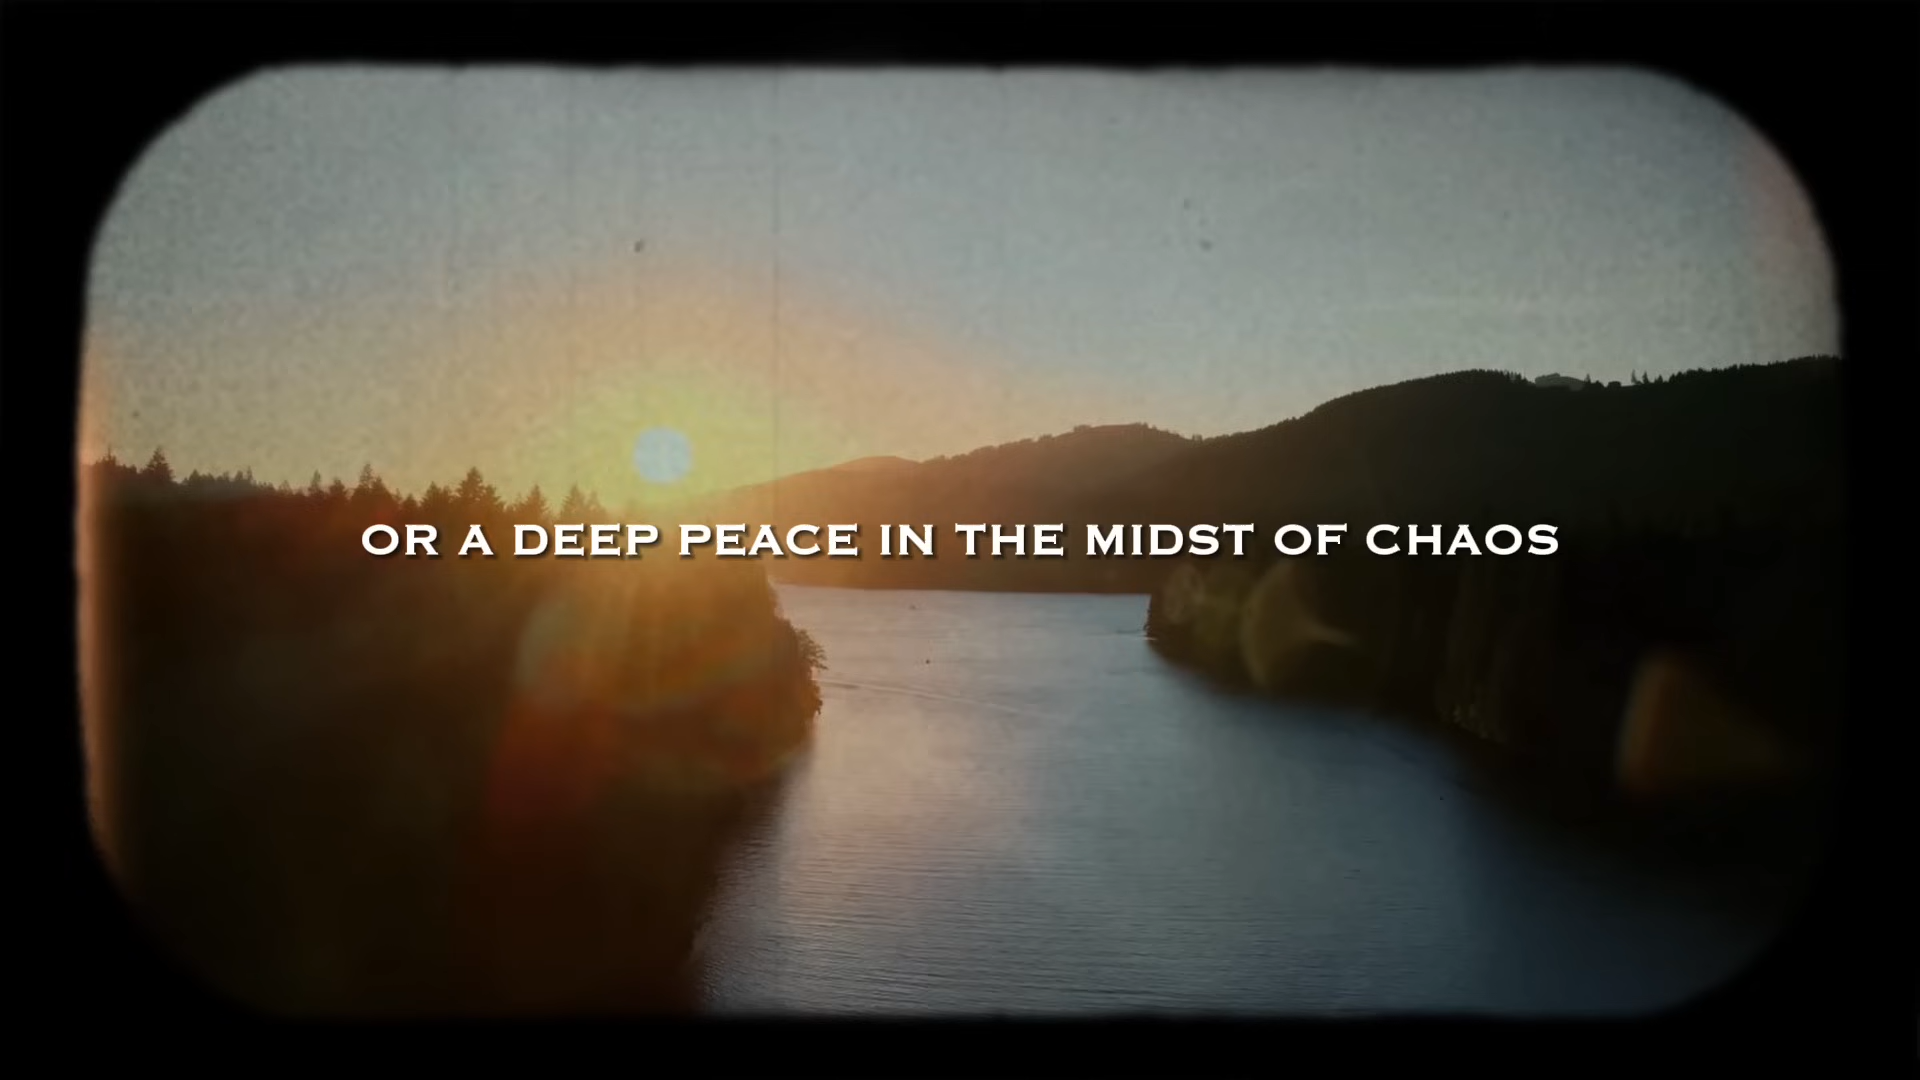 OR A DEEP PEACE IN THE MIDST OF CHAOS